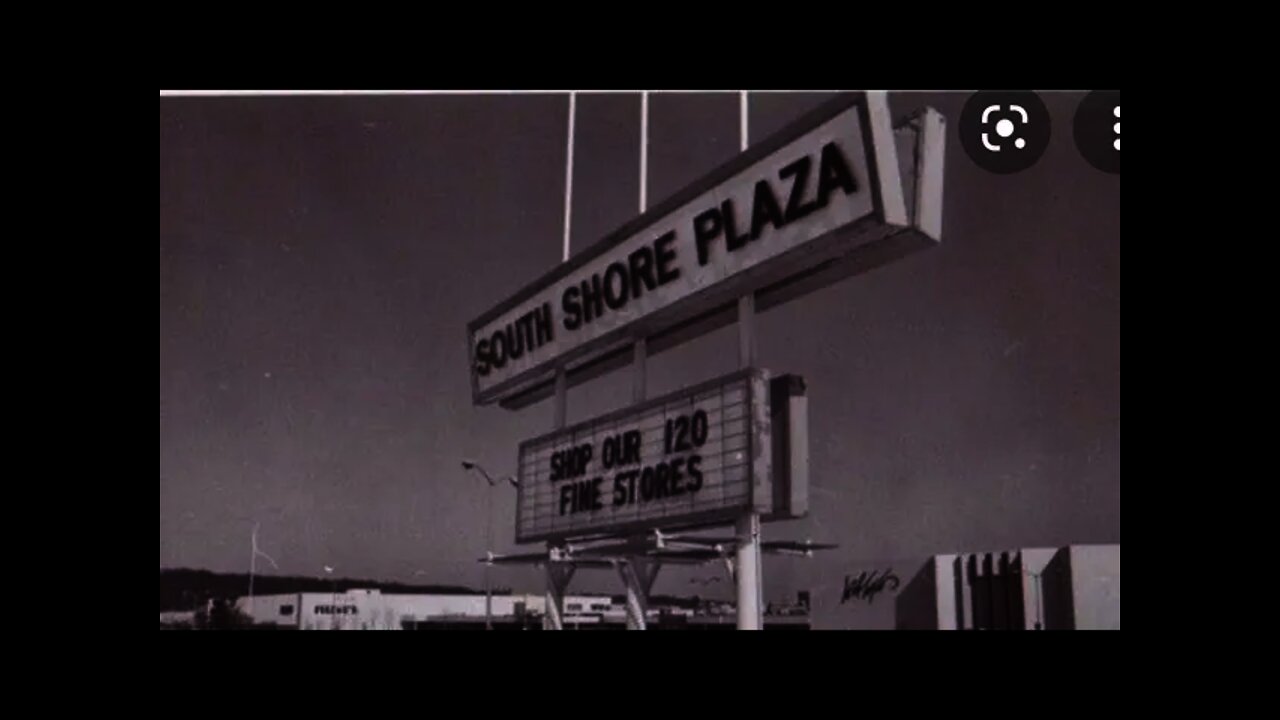 SOUTH SHORE PLAZA
SHOP OUR 120
FINE STORES